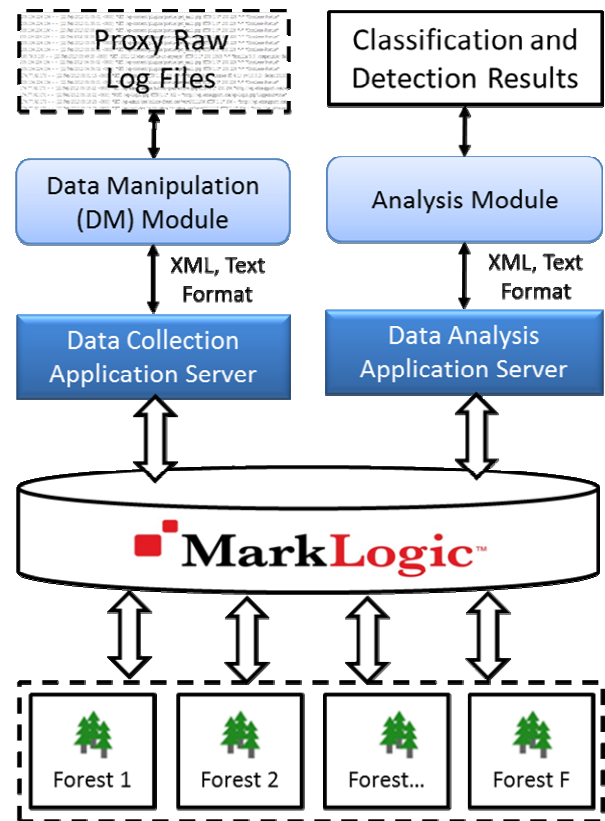 Proxy Raw
Log Files
Classification and
Detection Results
Data Manipulation
(DM) Module
Analysis Module
XML, Text
Format
XML, Text
Format
Data Collection
Application Server
Data Analysis
Application Server
MarkLogic™
Forest 1
Forest 2
Forest...
Forest F